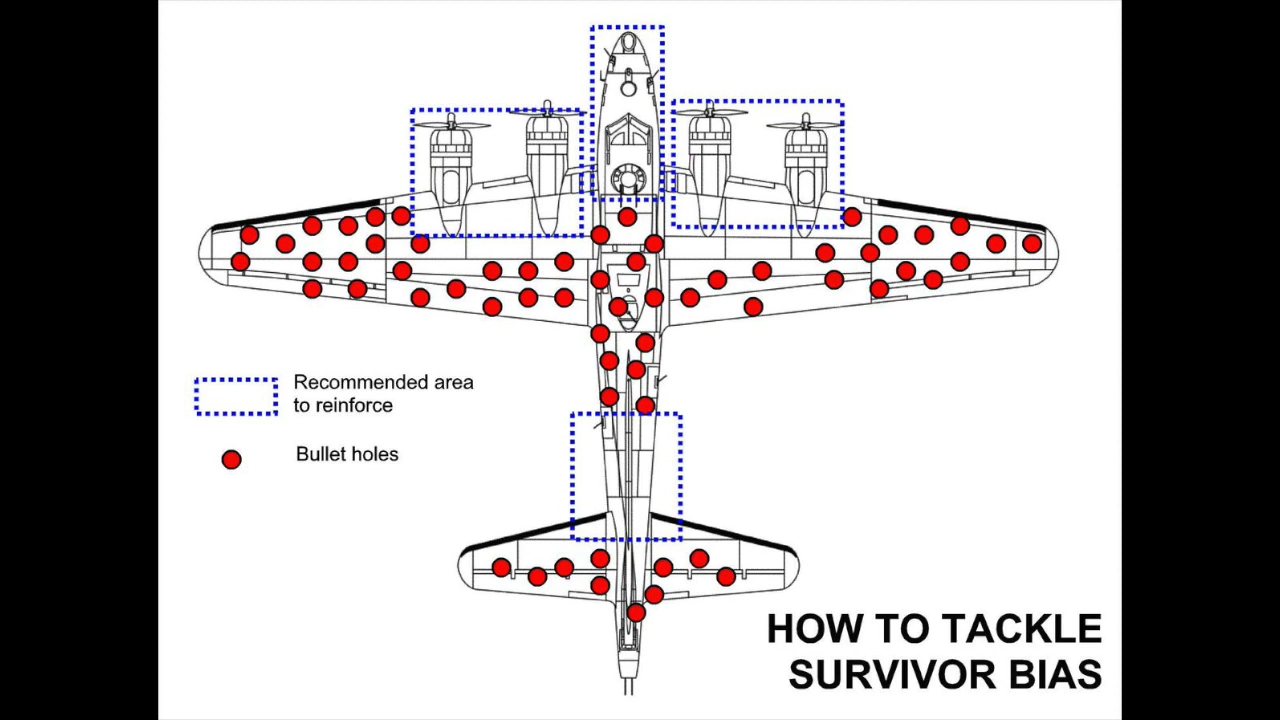 Recommended area
to reinforce
Bullet holes
HOW TO TACKLE
SURVIVOR BIAS